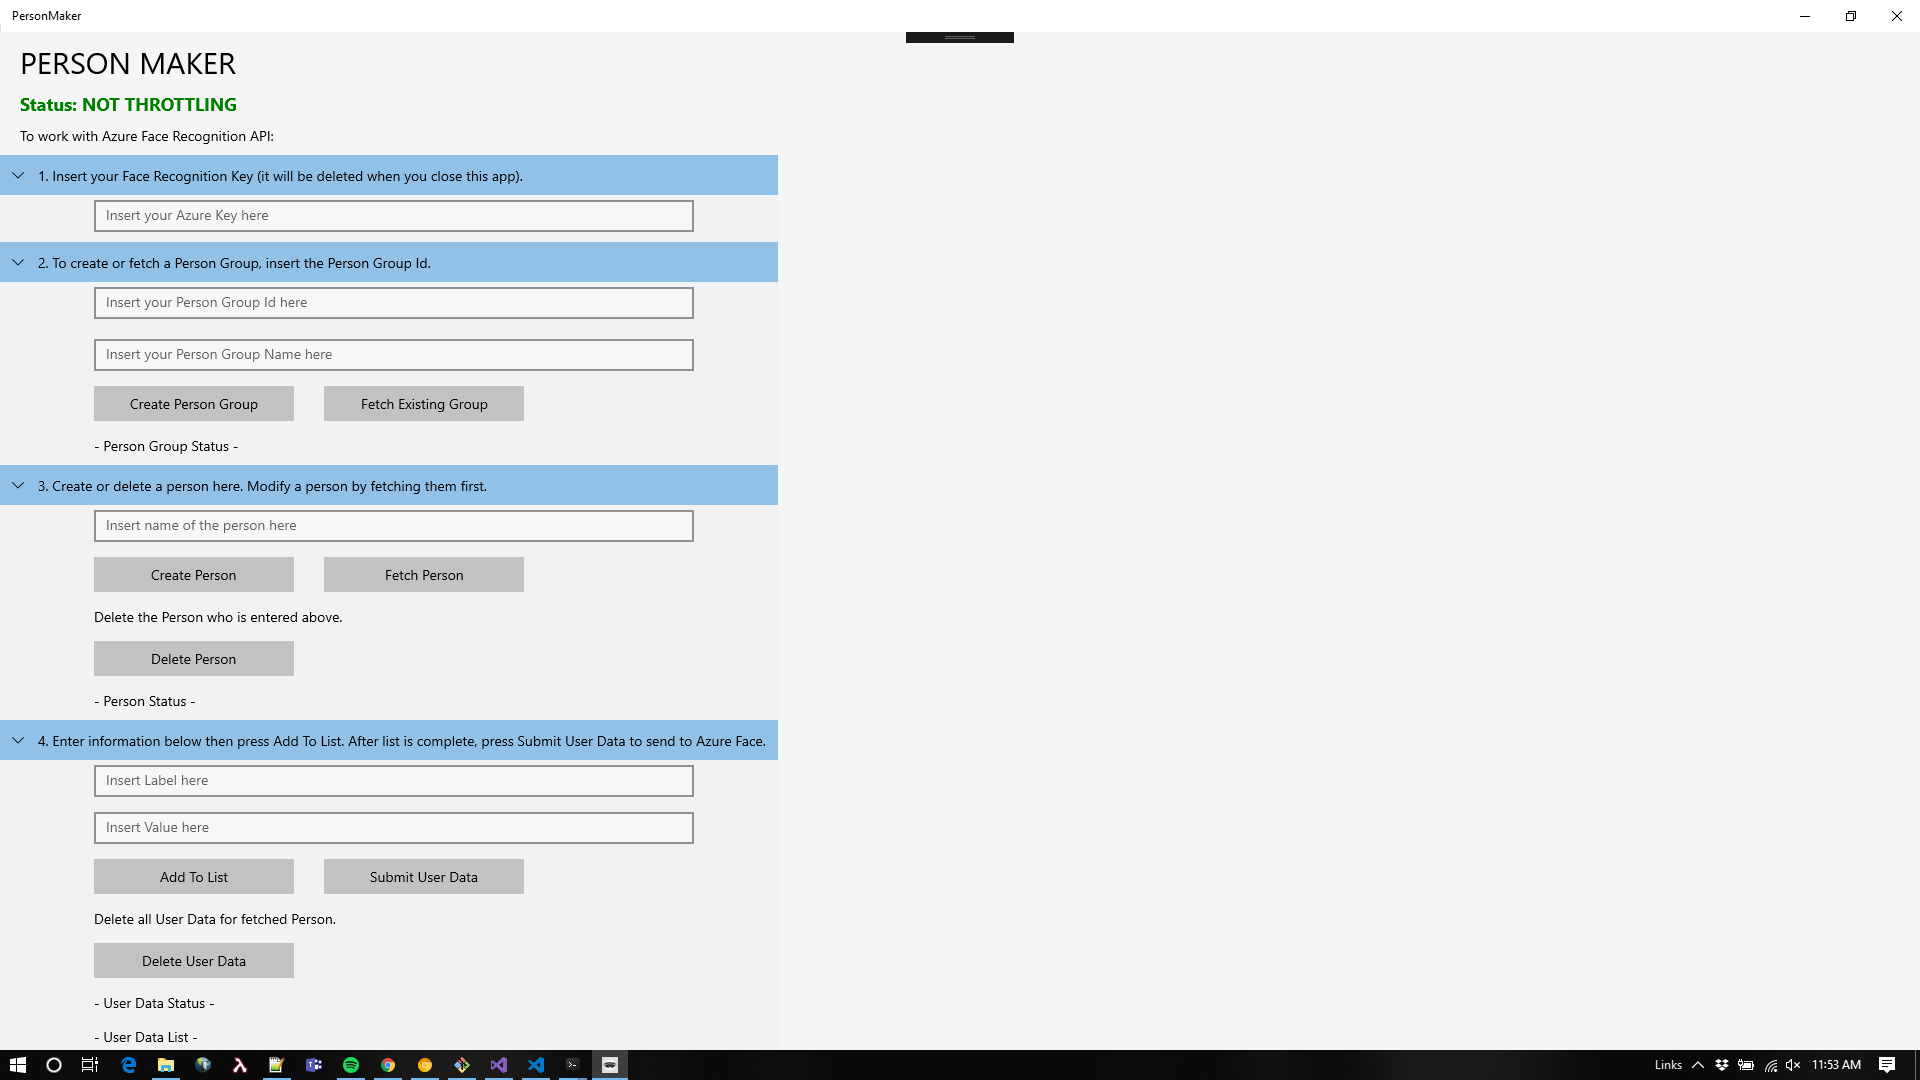 PersonMaker
PERSON MAKER
Status: NOT THROTTLING
To work with Azure Face Recognition API:
1. Insert your Face Recognition Key (it will be deleted when you close this app).
Insert your Azure Key here
2. To create or fetch a Person Group, insert the Person Group Id.
Insert your Person Group Id here
Insert your Person Group Name here
Create Person Group Fetch Existing Group
- Person Group Status -
3. Create or delete a person here. Modify a person by fetching them first.
Insert name of the person here
Create Person Fetch Person
Delete the Person who is entered above.
Delete Person
- Person Status -
4. Enter information below then press Add To List. After list is complete, press Submit User Data to send to Azure Face.
Insert Label here
Insert Value here
Add To List Submit User Data
Delete all User Data for fetched Person.
Delete User Data
- User Data Status -
- User Data List -
Links 11:53 AM